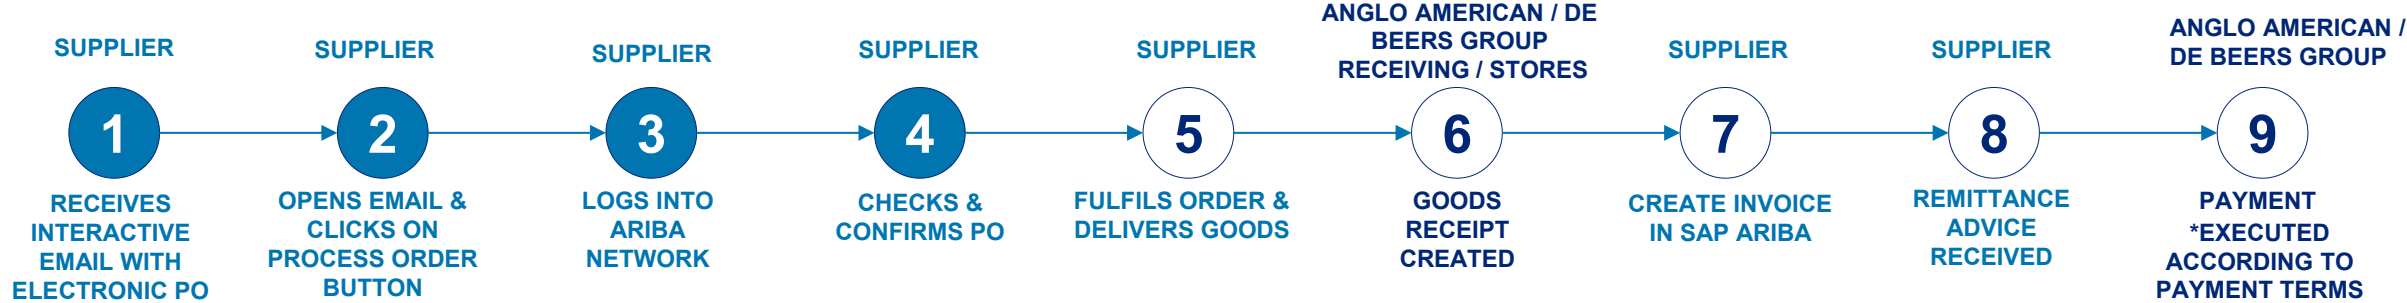 SUPPLIER
1
RECEIVES
INTERACTIVE
EMAIL WITH
ELECTRONIC PO
SUPPLIER
2
OPENS EMAIL &
CLICKS ON
PROCESS ORDER
BUTTON
SUPPLIER
3
LOGS INTO
ARIBA
NETWORK
SUPPLIER
4
CHECKS &
CONFIRMS PO
SUPPLIER
5
FULFILS ORDER &
DELIVERS GOODS
ANGLO AMERICAN / DE
BEERS GROUP
RECEIVING / STORES
6
GOODS
RECEIPT
CREATED
SUPPLIER
7
CREATE INVOICE
IN SAP ARIBA
SUPPLIER
8
REMITTANCE
ADVICE
RECEIVED
ANGLO AMERICAN /
DE BEERS GROUP
9
PAYMENT
*EXECUTED
ACCORDING TO
PAYMENT TERMS